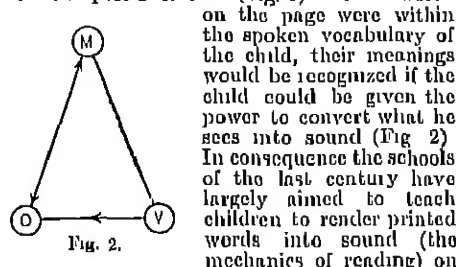 on the page were within
the spoken vocabulary of
the child, their meanings
would be recognized if the
child could be given the
power to convert what he
sees into sound (Fig 2)
In consequence the schools
of the last century have
largely aimed to teach
children to render printed
words into sound (the
mechanics of reading) on
M
O
V
Fig. 2.